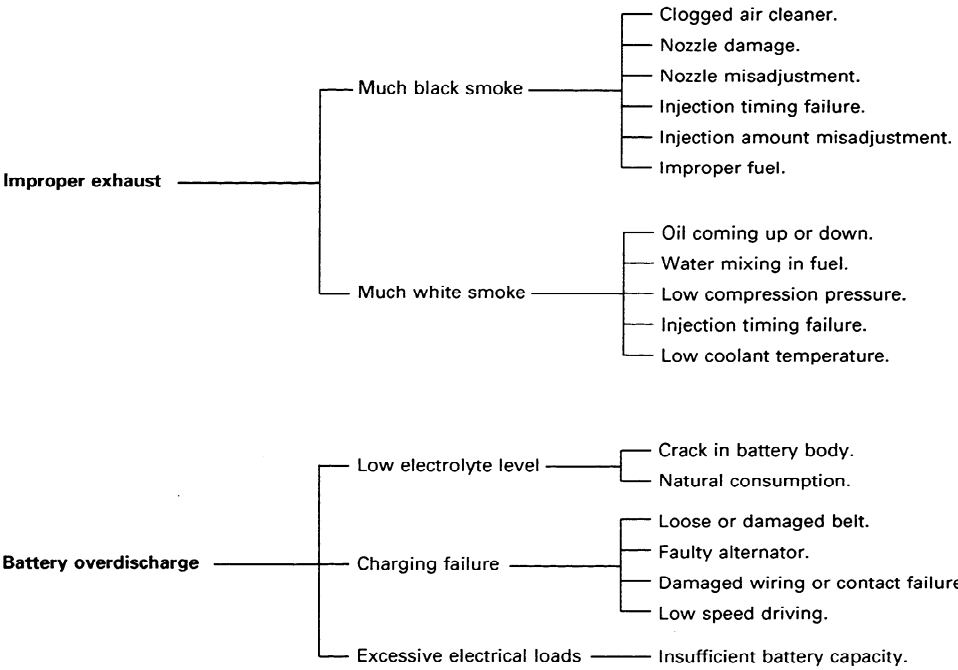 Improper exhaust
Much black smoke
Clogged air cleaner.
Nozzle damage.
Nozzle misadjustment.
Injection timing failure.
Injection amount misadjustment.
Improper fuel.
Much white smoke
Oil coming up or down.
Water mixing in fuel.
Low compression pressure.
Injection timing failure.
Low coolant temperature.
Battery overdischarge
Low electrolyte level
Crack in battery body.
Natural consumption.
Charging failure
Loose or damaged belt.
Faulty alternator.
Damaged wiring or contact failure
Low speed driving.
Excessive electrical loads
Insufficient battery capacity.